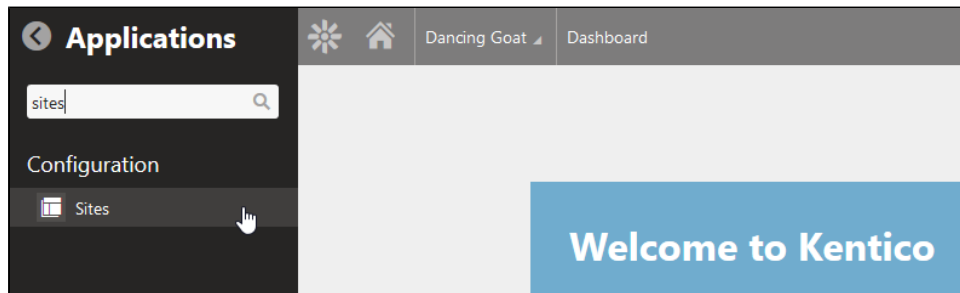 Applications
Dancing Goat
Dashboard
sites
Configuration
Sites
Welcome to Kentico